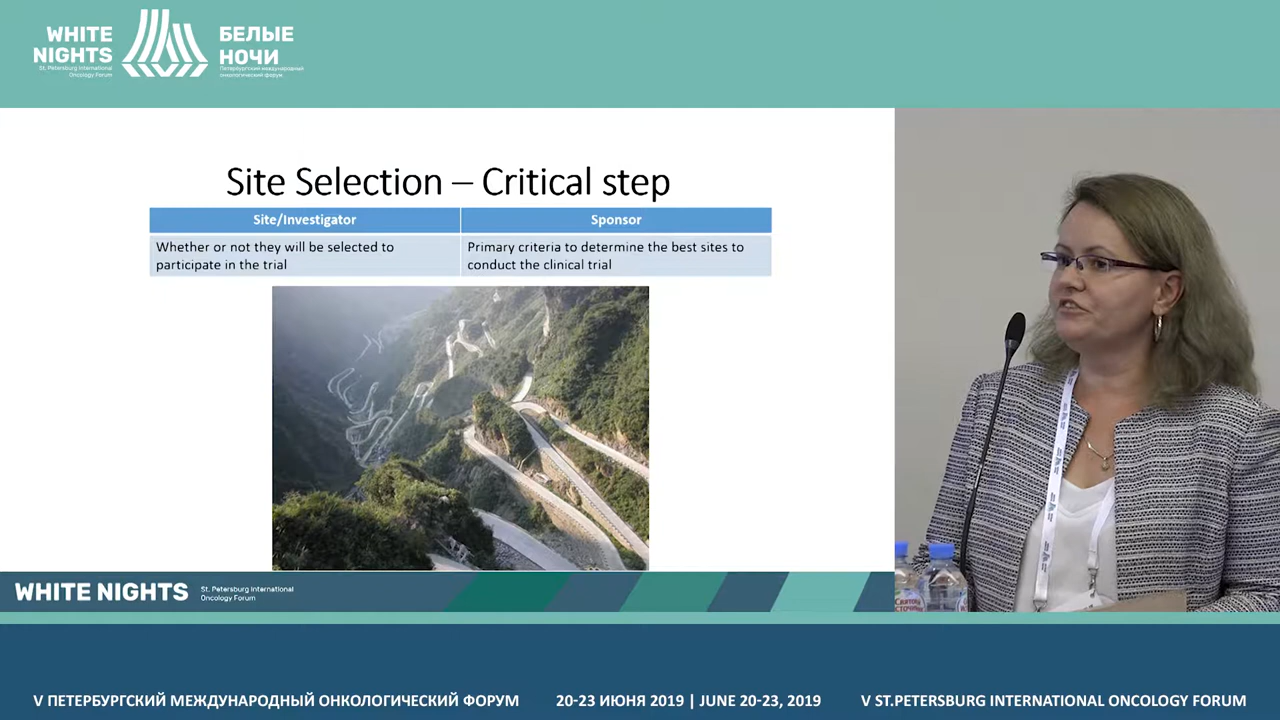 WHITE
NIGHTS
St. Petersburg International
Oncology Forum
БЕЛЫЕ
НОЧИ
Петербургский международный
онкологический форум
Site Selection – Critical step
Site/Investigator
Sponsor
Whether or not they will be selected to
participate in the trial
Primary criteria to determine the best sites to
conduct the clinical trial
WHITE NIGHTS
St. Petersburg International
Oncology Forum
V ПЕТЕРБУРГСКИЙ МЕЖДУНАРОДНЫЙ ОНКОЛОГИЧЕСКИЙ ФОРУМ
20-23 ИЮНЯ 2019 | JUNE 20-23, 2019
V ST.PETERSBURG INTERNATIONAL ONCOLOGY FORUM